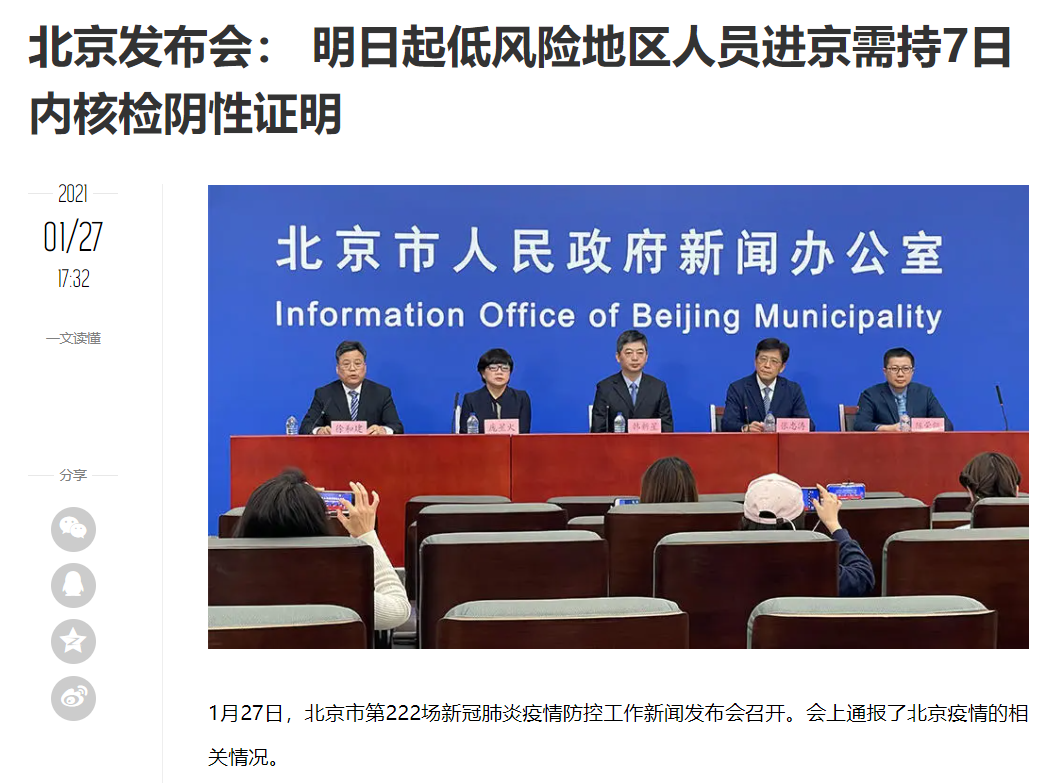 北京发布会： 明日起低风险地区人员进京需持7日
内核检阴性证明
2021
01/27
17:32
一文读懂
分享
北京市人民政府新闻办公室
Information Office of Beijing Municipality
徐和建
庞星火
韩新星
张忠涛
1月27日，北京市第222场新冠肺炎疫情防控工作新闻发布会召开。会上通报了北京疫情的相
关情况。